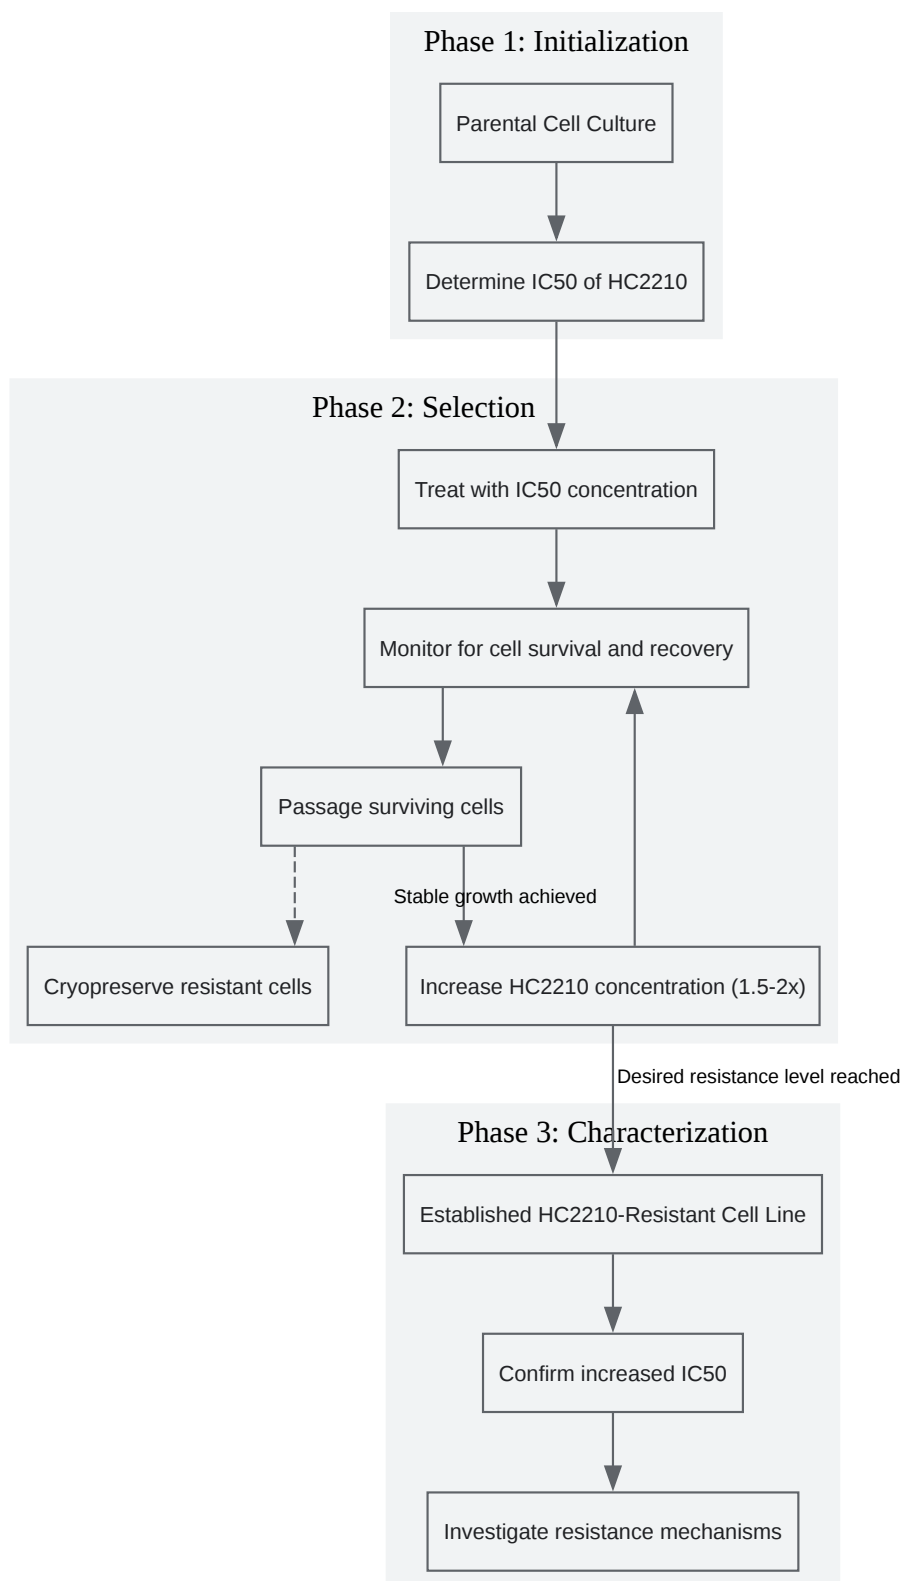 Phase 1: Initialization
Parental Cell Culture
Determine IC50 of HC2210
Phase 2: Selection
Treat with IC50 concentration
Monitor for cell survival and recovery
Passage surviving cells
Stable growth achieved
Cryopreserve resistant cells
Increase HC2210 concentration (1.5-2x)
Desired resistance level reached
Phase 3: Characterization
Established HC2210-Resistant Cell Line
Confirm increased IC50
Investigate resistance mechanisms